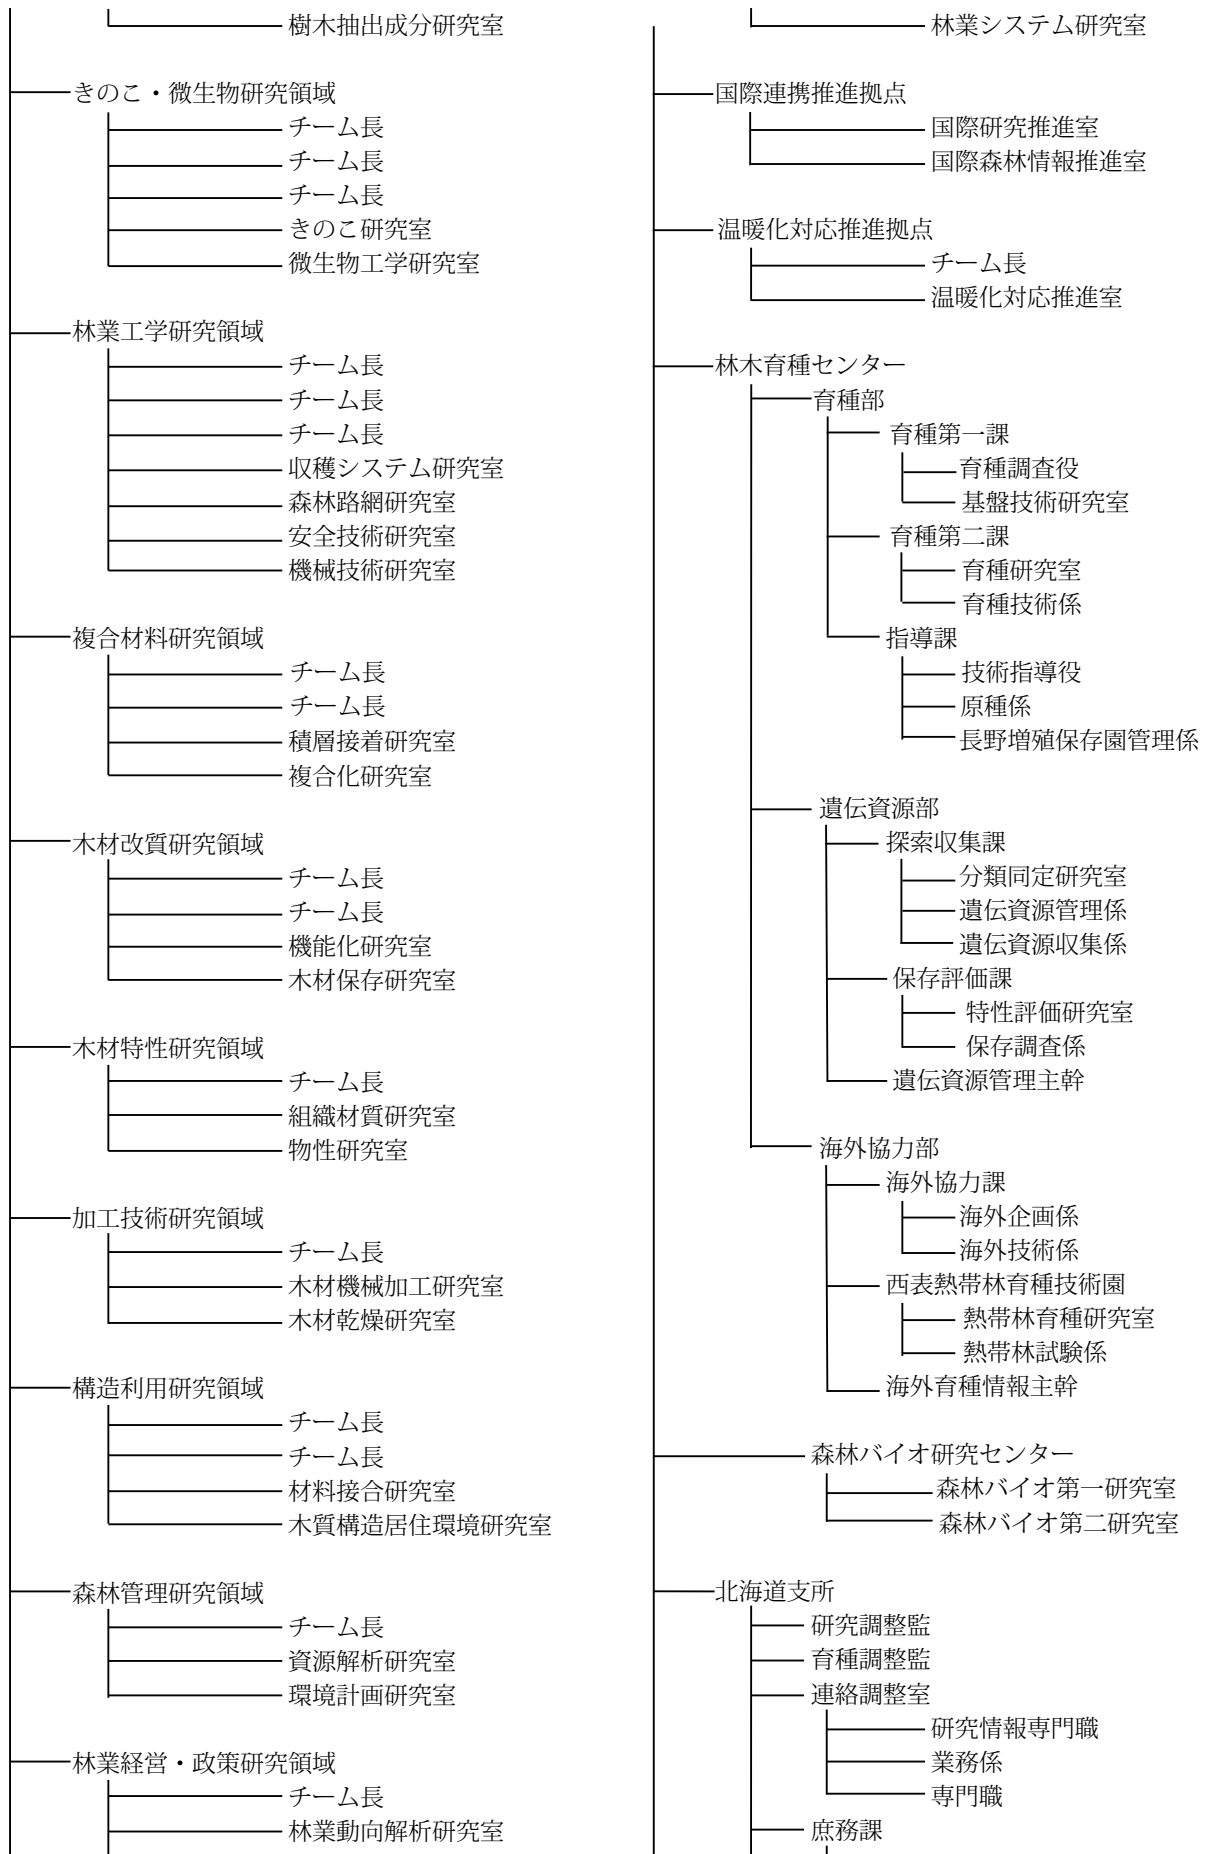 樹木抽出成分研究室
きのこ・微生物研究領域
チーム長
チーム長
チーム長
きのこ研究室
微生物工学研究室
林業工学研究領域
チーム長
チーム長
チーム長
収穫システム研究室
森林路網研究室
安全技術研究室
機械技術研究室
複合材料研究領域
チーム長
チーム長
積層接着研究室
複合化研究室
木材改質研究領域
チーム長
チーム長
機能化研究室
木材保存研究室
木材特性研究領域
チーム長
組織材質研究室
物性研究室
加工技術研究領域
チーム長
木材機械加工研究室
木材乾燥研究室
構造利用研究領域
チーム長
チーム長
材料接合研究室
木質構造居住環境研究室
森林管理研究領域
チーム長
資源解析研究室
環境計画研究室
林業経営・政策研究領域
チーム長
林業動向解析研究室
林業システム研究室
国際連携推進拠点
国際研究推進室
国際森林情報推進室
温暖化対応推進拠点
チーム長
温暖化対応推進室
林木育種センター
育種部
育種第一課
育種調査役
基盤技術研究室
育種第二課
育種研究室
育種技術係
指導課
技術指導役
原種係
長野増殖保存園管理係
遺伝資源部
探索収集課
分類同定研究室
遺伝資源管理係
遺伝資源収集係
保存評価課
特性評価研究室
保存調査係
遺伝資源管理主幹
海外協力部
海外協力課
海外企画係
海外技術係
西表熱帯林育種技術園
熱帯林育種研究室
熱帯林試験係
海外育種情報主幹
森林バイオ研究センター
森林バイオ第一研究室
森林バイオ第二研究室
北海道支所
研究調整監
育種調整監
連絡調整室
研究情報専門職
業務係
専門職
庶務課